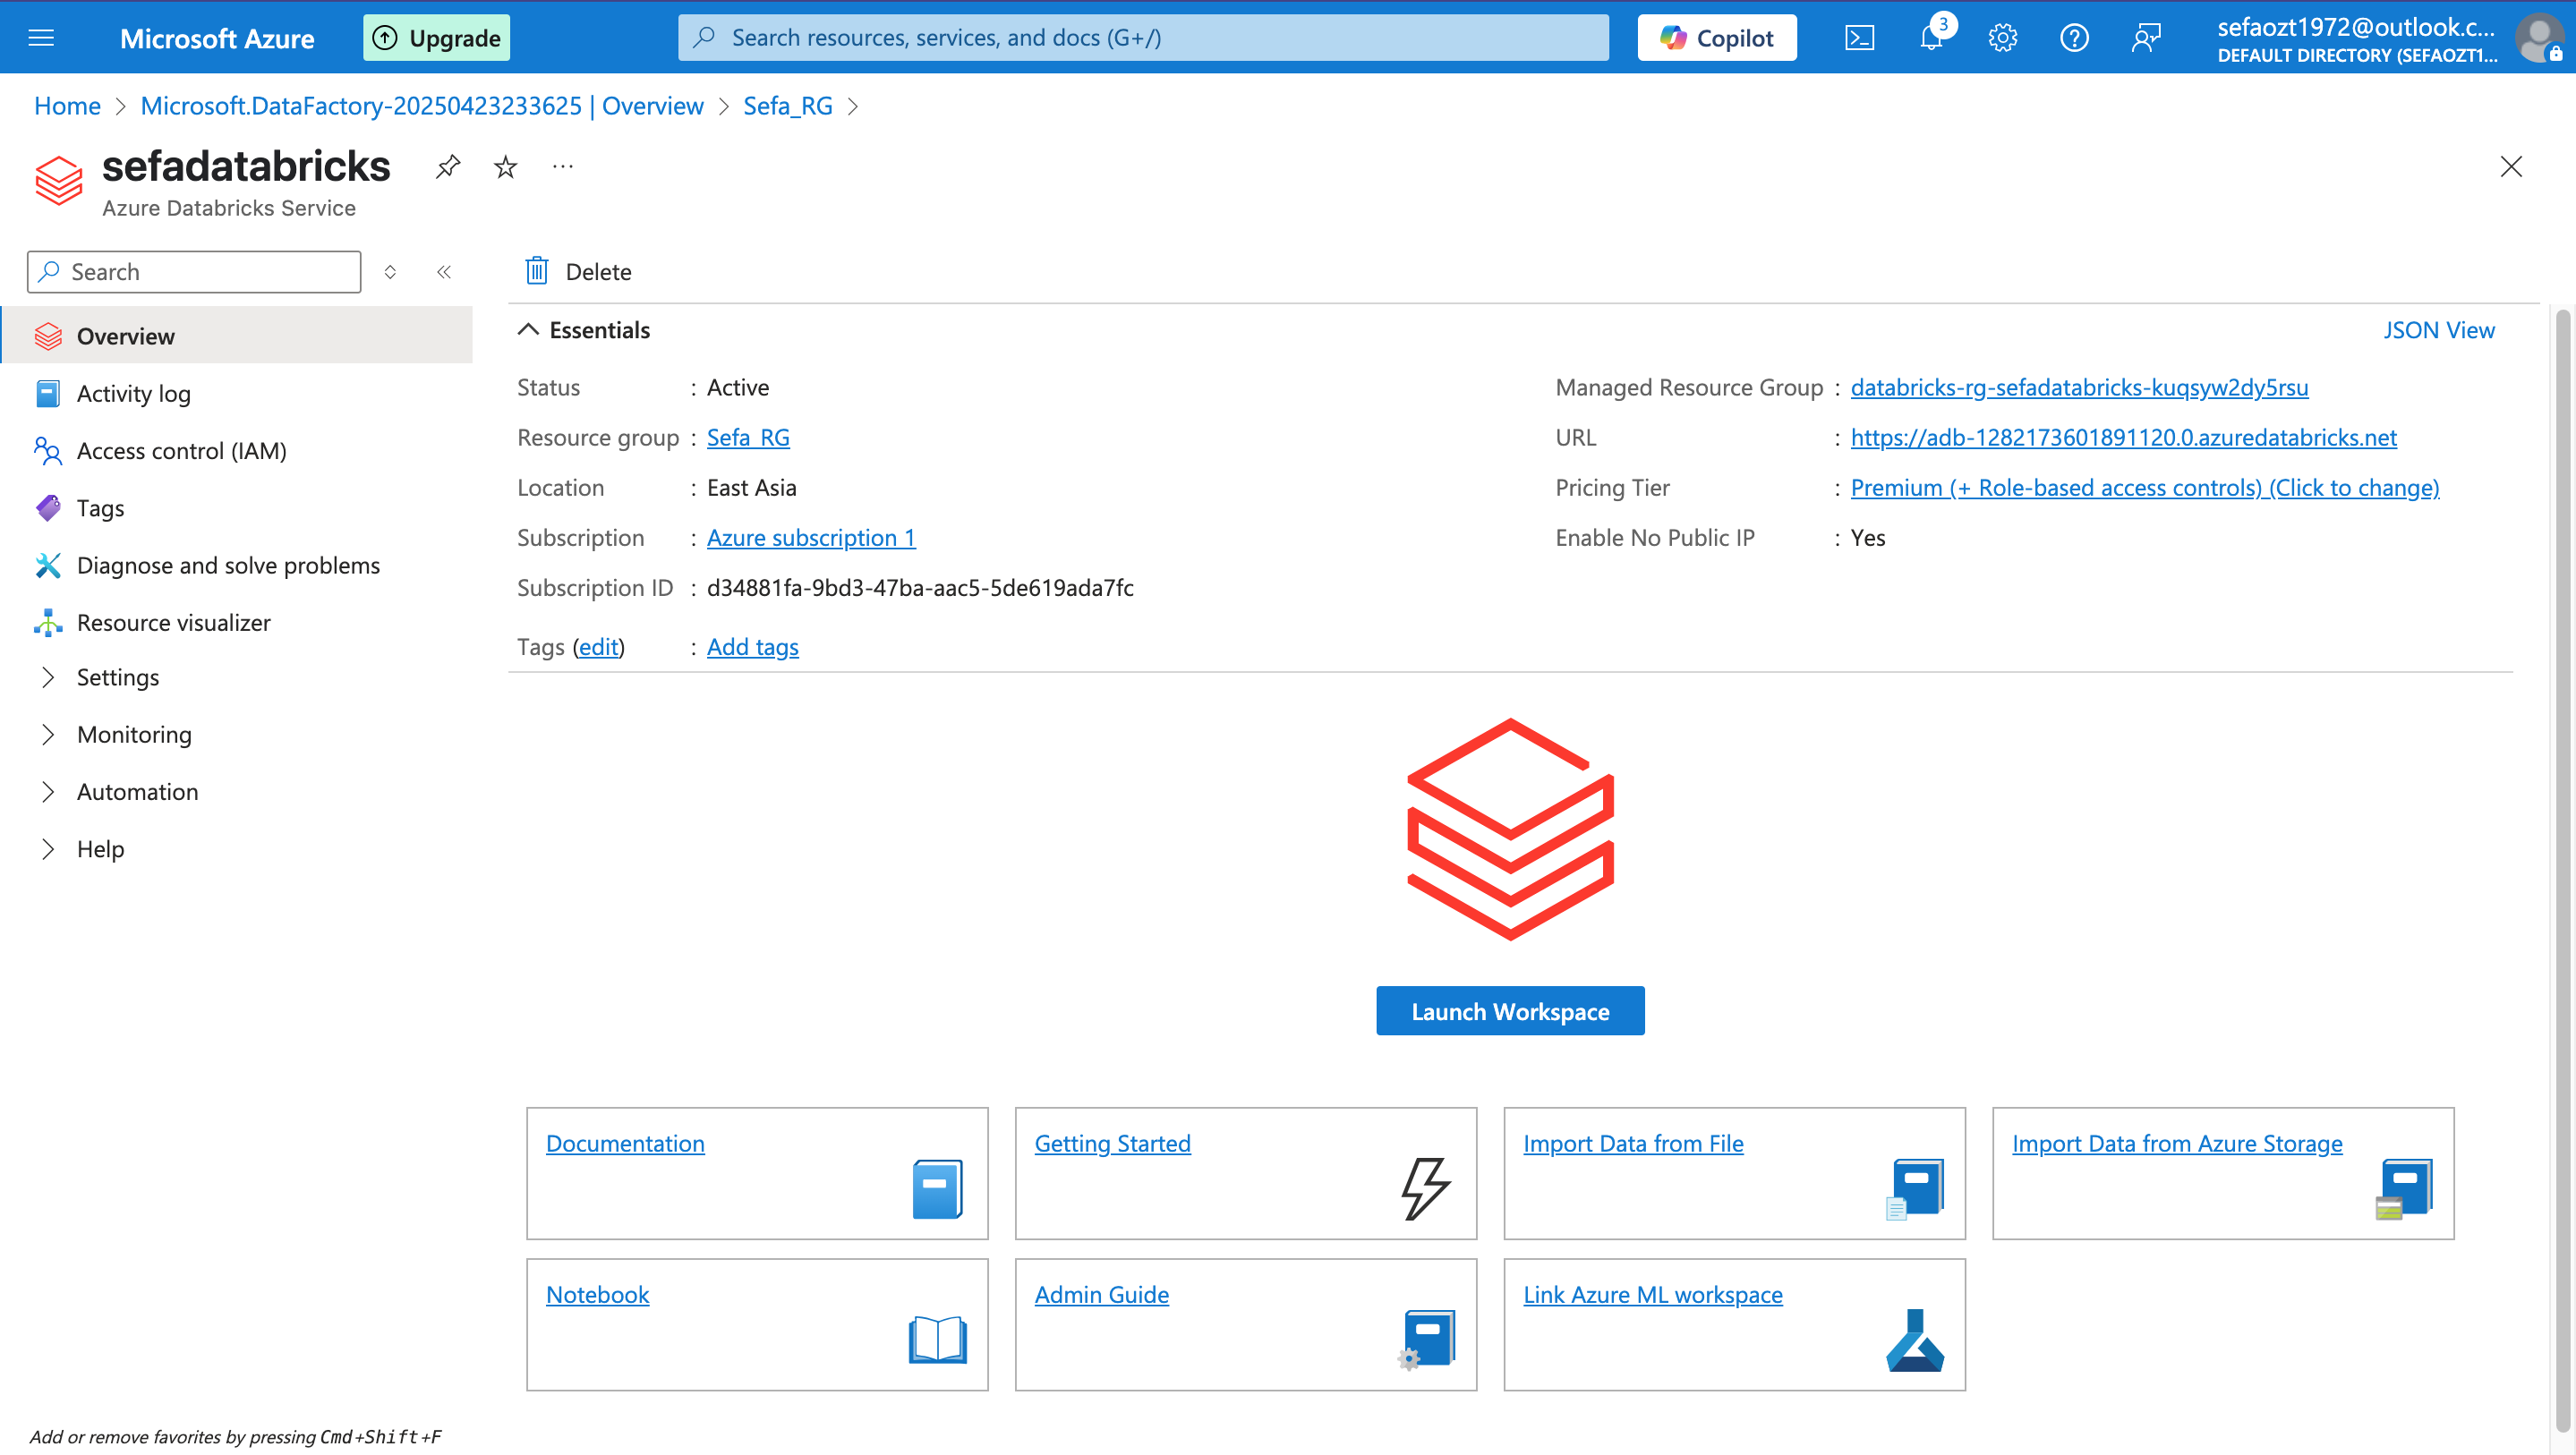 Microsoft Azure
Upgrade
Search resources, services, and docs (G+/)
Copilot
3
sefaozt1972@outlook.c...
DEFAULT DIRECTORY (SEFAOZT1...
Home > Microsoft.DataFactory-20250423233625 | Overview > Sefa_RG >
sefadatabricks
...
Azure Databricks Service
Search
Delete
Overview
Activity log
Access control (IAM)
Tags
Diagnose and solve problems
Resource visualizer
Settings
Monitoring
Automation
Help
Essentials
JSON View
Status : Active
Resource group : Sefa_RG
Location : East Asia
Subscription : Azure subscription 1
Subscription ID : d34881fa-9bd3-47ba-aac5-5de619ada7fc
Tags (edit) : Add tags
Managed Resource Group : databricks-rg-sefadatabricks-kuqsyw2dy5rsu
URL : https://adb-1282173601891120.0.azuredatabricks.net
Pricing Tier : Premium (+ Role-based access controls) (Click to change)
Enable No Public IP : Yes
Launch Workspace
Documentation
Getting Started
Import Data from File
Import Data from Azure Storage
Notebook
Admin Guide
Link Azure ML workspace
Add or remove favorites by pressing Cmd+Shift+F